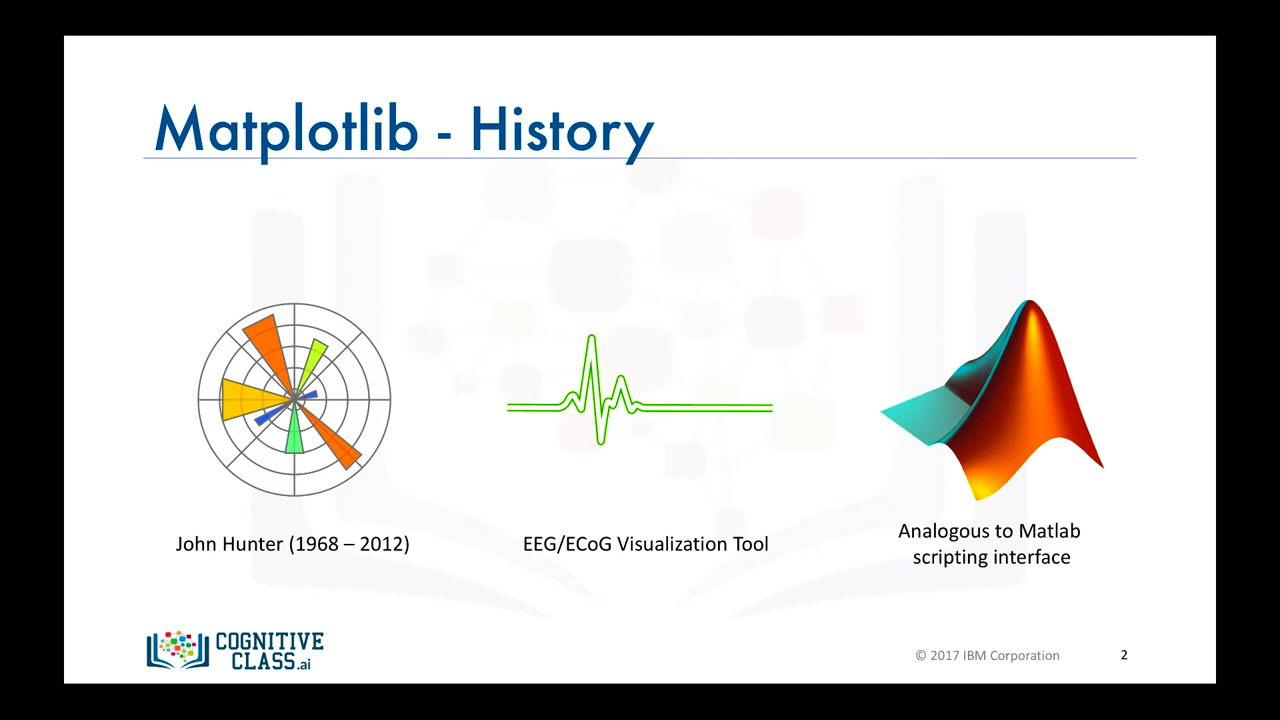 Matplotlib - History
John Hunter (1968 – 2012)
EEG/ECoG Visualization Tool
Analogous to Matlab
scripting interface
COGNITIVE
CLASS.ai
© 2017 IBM Corporation
2